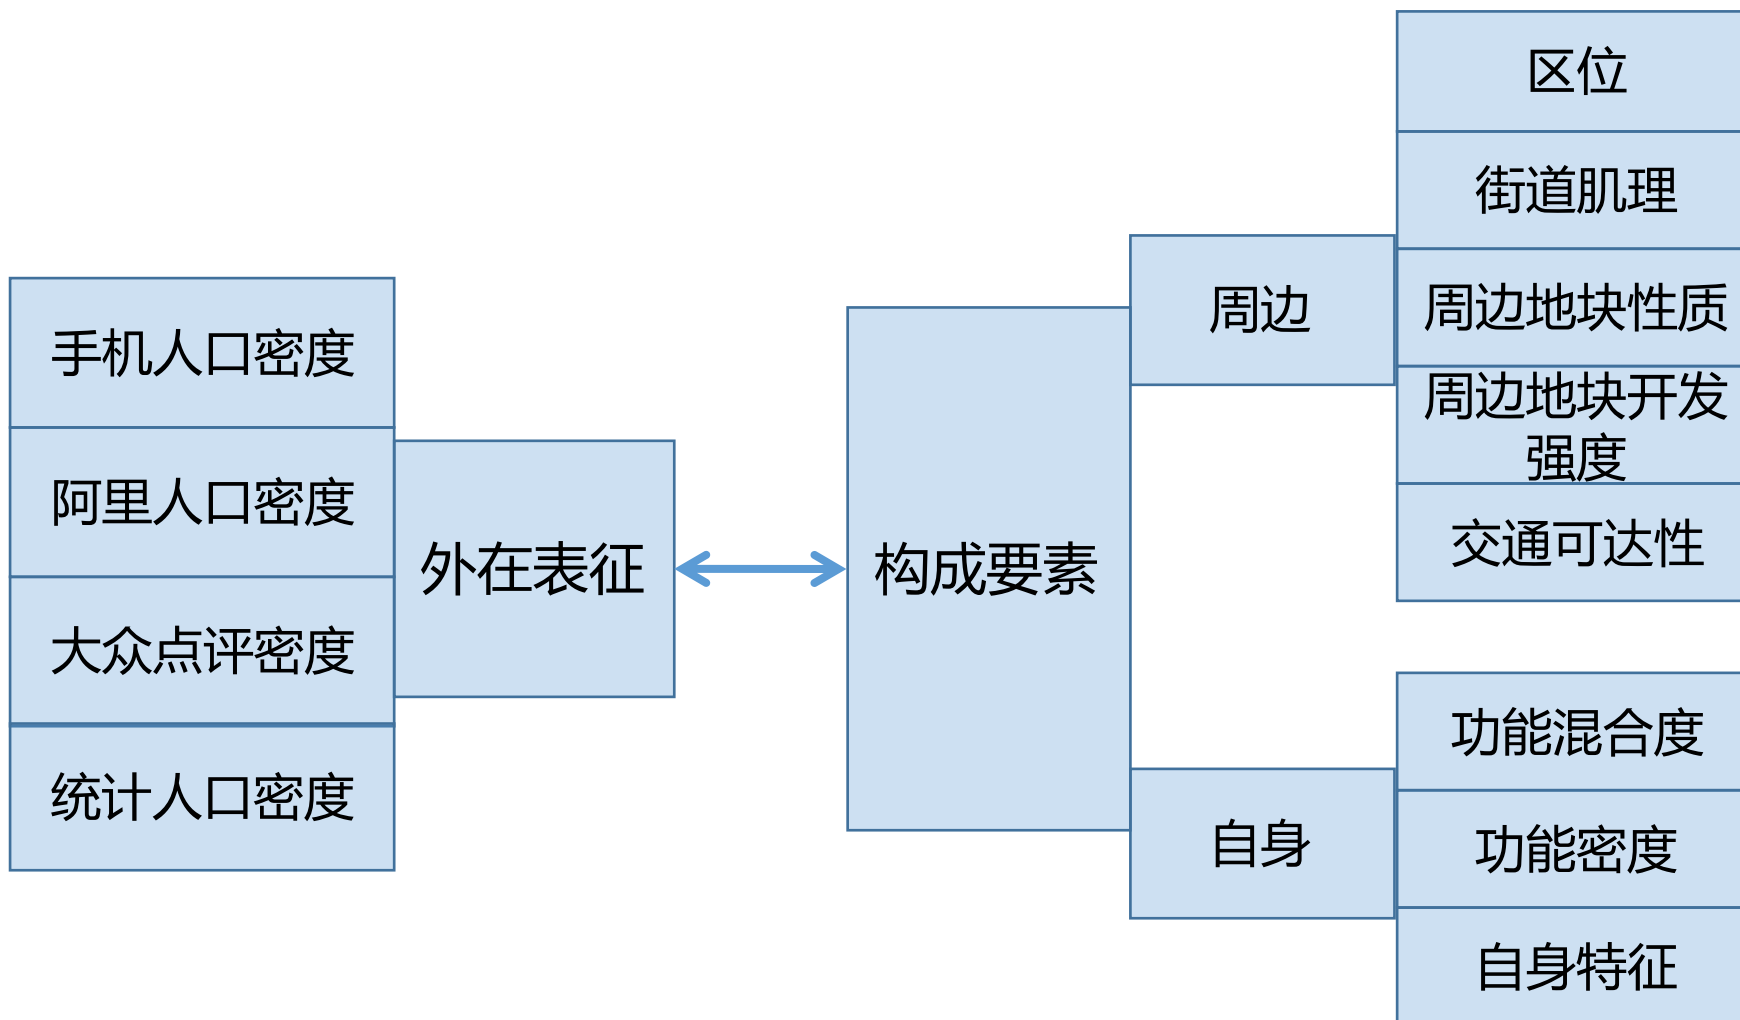 手机人口密度
阿里人口密度
大众点评密度
统计人口密度
外在表征
构成要素
周边
区位
街道肌理
周边地块性质
周边地块开发
强度
交通可达性
自身
功能混合度
功能密度
自身特征